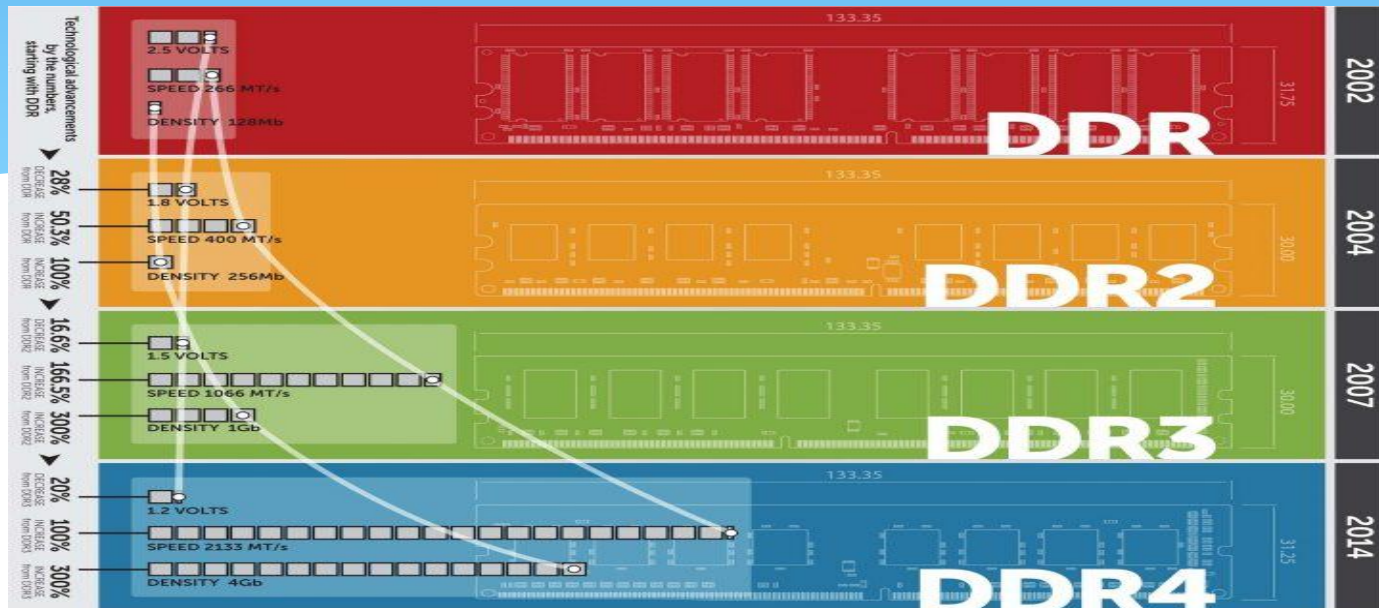 Technological advancements
by the numbers,
starting with DDR
2.5 VOLTS
SPEED 266 MT/s
DENSITY 128Mb
133.35
31.75
DDR
2002
28%
DECREASE
from DDR
50.3%
INCREASE
from DDR
100%
INCREASE
from DDR
1.8 VOLTS
SPEED 400 MT/s
DENSITY 256Mb
133.35
30.00
DDR2
2004
16.6%
DECREASE
from DDR2
166.5%
INCREASE
from DDR2
300%
INCREASE
from DDR2
1.5 VOLTS
SPEED 1066 MT/s
DENSITY 1Gb
133.35
30.00
DDR3
2007
20%
DECREASE
from DDR3
100%
INCREASE
from DDR3
300%
INCREASE
from DDR3
1.2 VOLTS
SPEED 2133 MT/s
DENSITY 4Gb
133.35
31.25
DDR4
2014